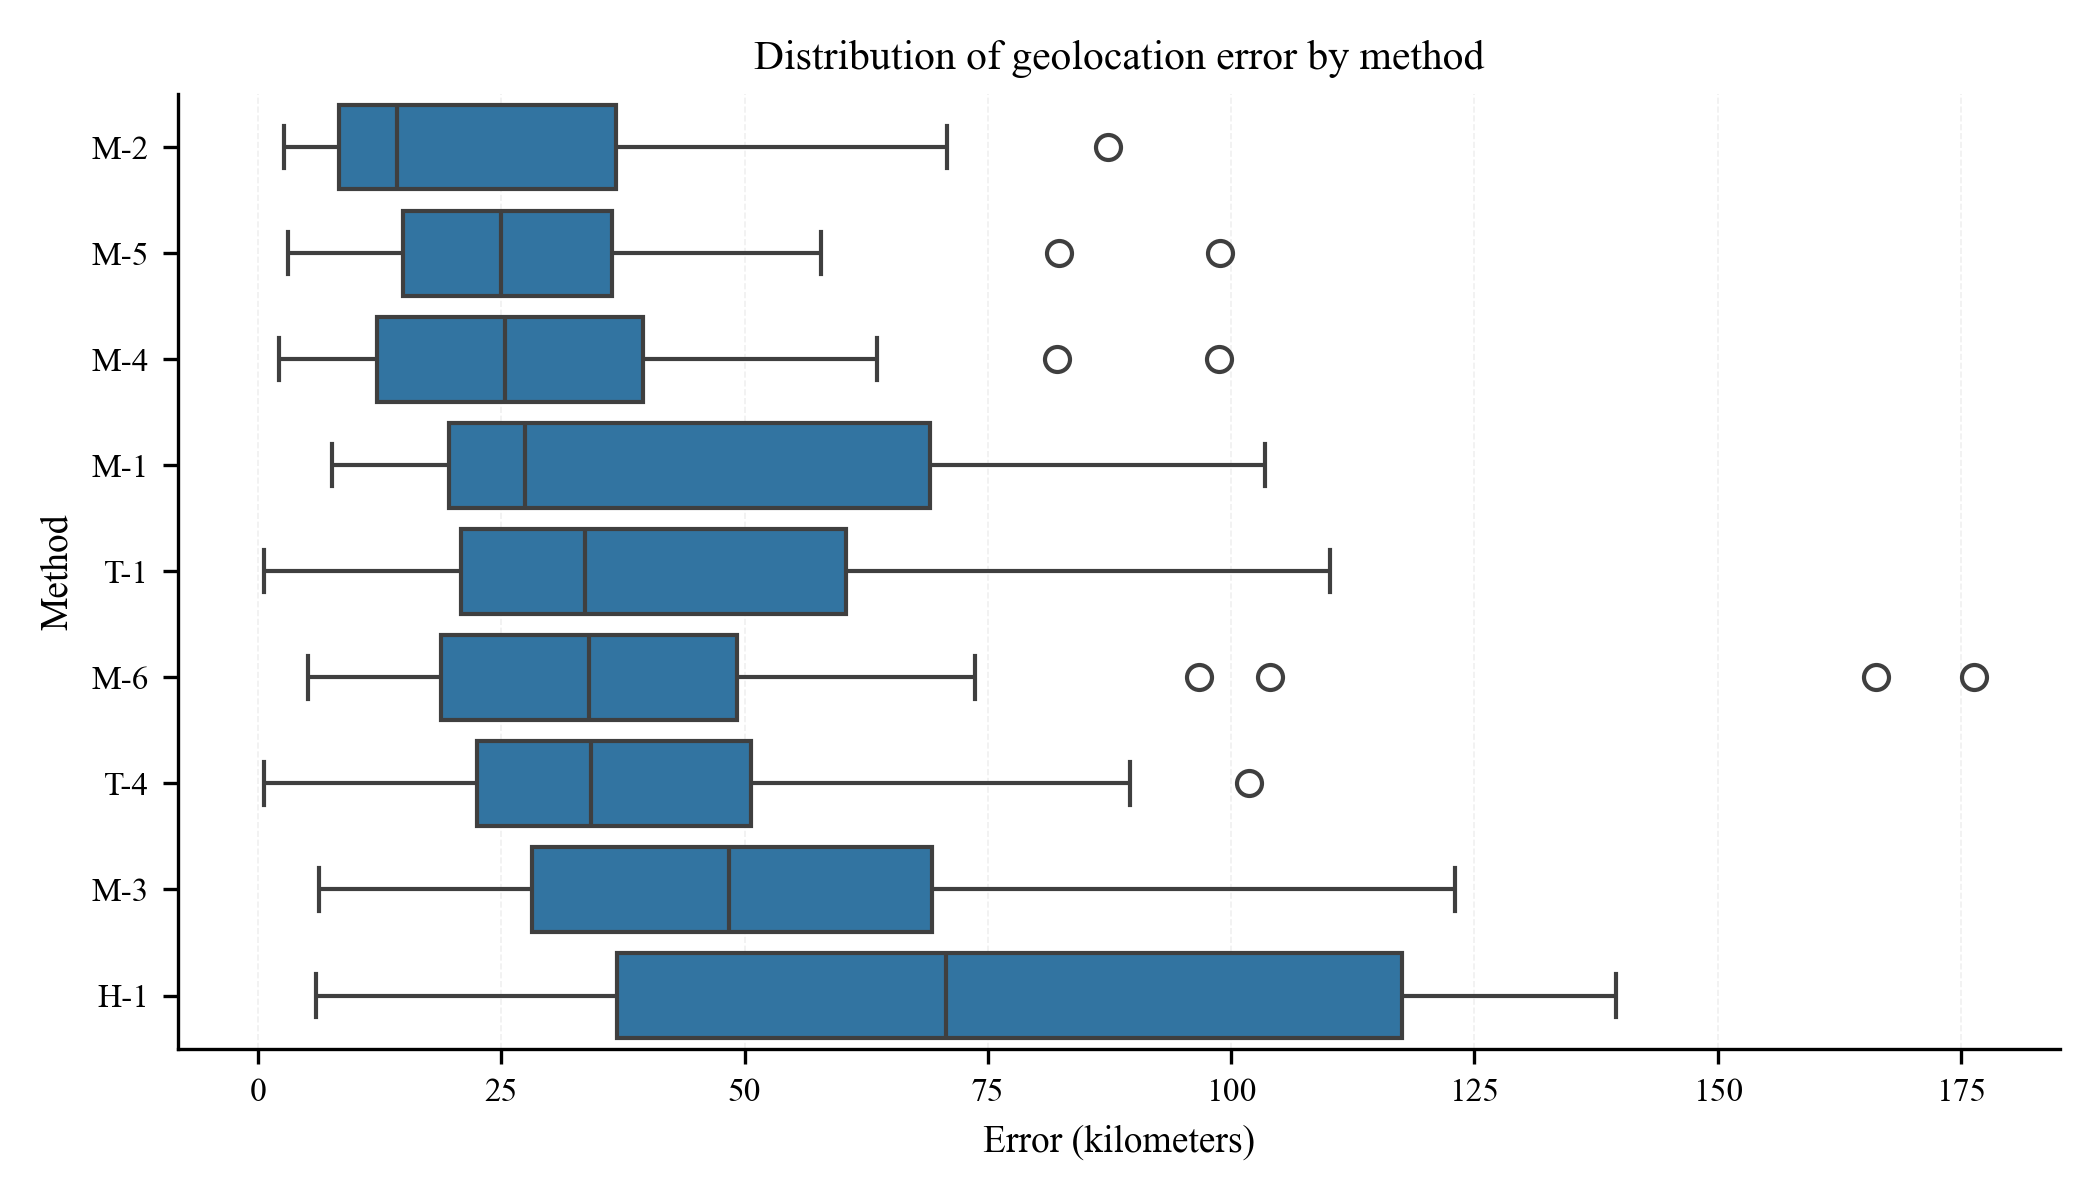 Distribution of geolocation error by method
Method
M-2
M-5
M-4
M-1
T-1
M-6
T-4
M-3
H-1
0 25 50 75 100 125 150 175
Error (kilometers)